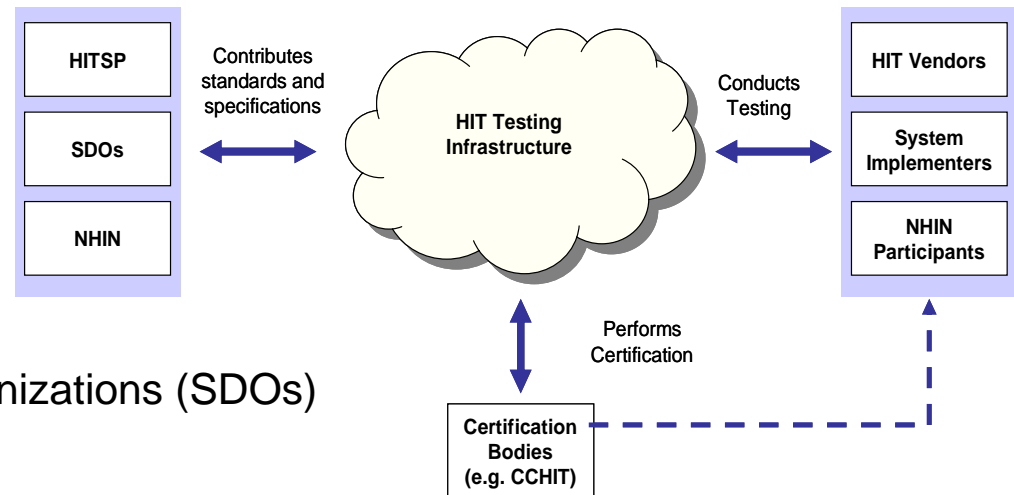 HITSP
SDOs
NHIN
Contributes
standards and
specifications
HIT Testing
Infrastructure
Conducts
Testing
HIT Vendors
System
Implementers
NHIN
Participants
Performs
Certification
nizations (SDOs)
Certification
Bodies
(e.g. CCHIT)